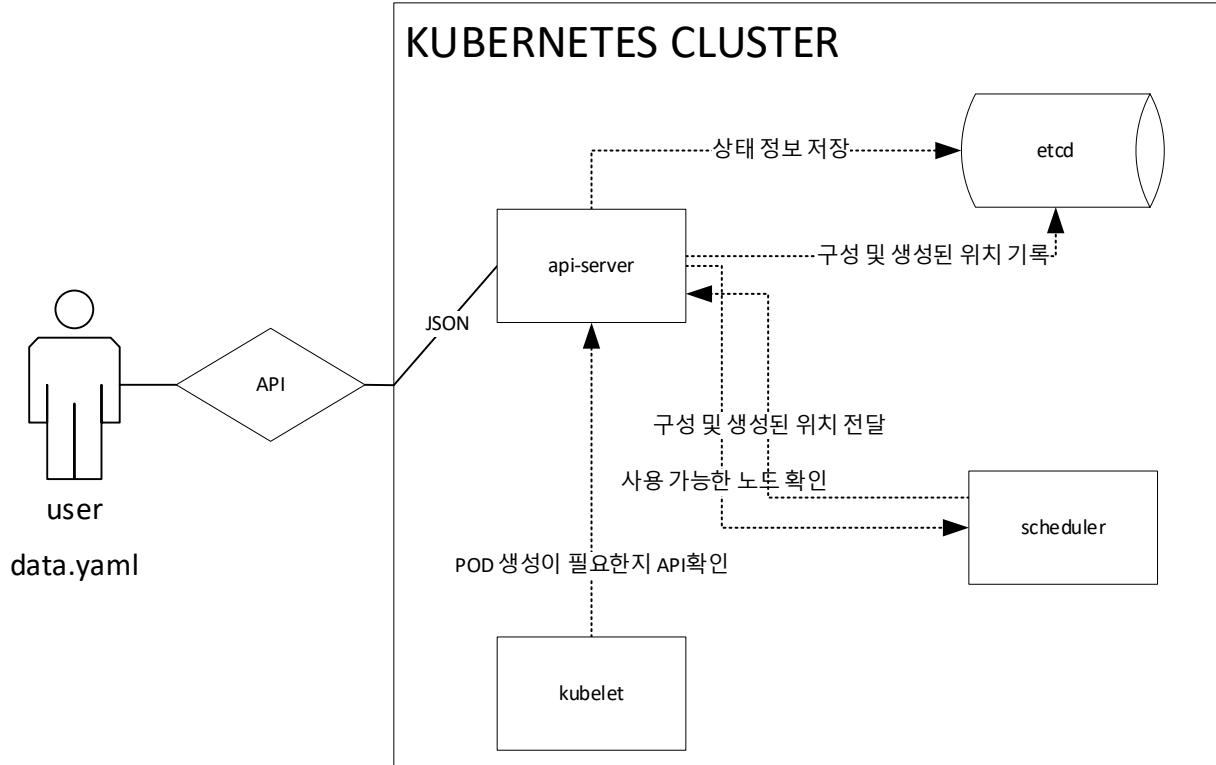 KUBERNETES CLUSTER
상태 정보 저장
etcd
api-server
구성 및 생성된 위치 기록
JSON
API
구성 및 생성된 위치 전달
사용 가능한 노드 확인
user
scheduler
data.yaml
POD 생성이 필요한지 API확인
kubelet